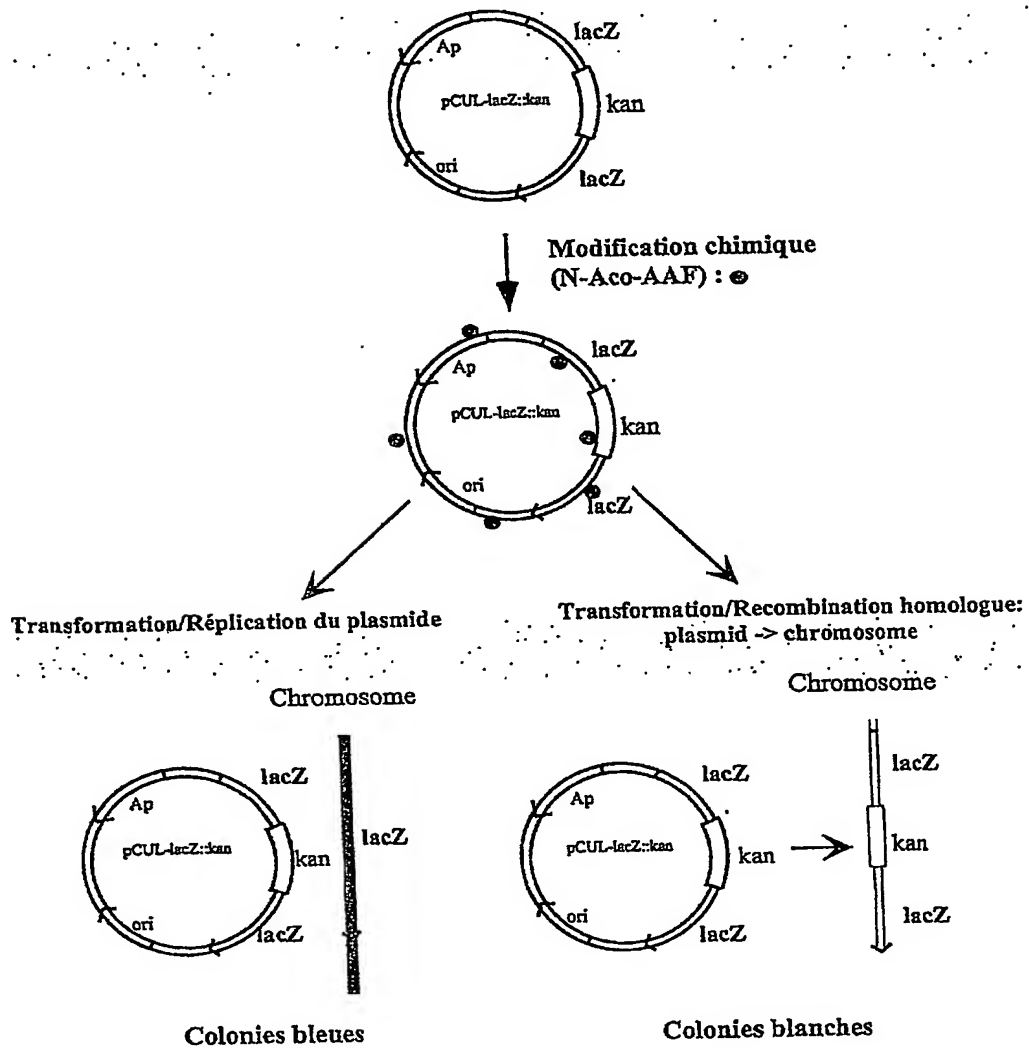 lacZ
Ap
pCUL-lacZ::kan
kan
ori
lacZ
Modification chimique
(N-Aco-AAF) :
lacZ
Ap
pCUL-lacZ::kan
kan
ori
lacZ
Transformation/Réplication du plasmide
Transformation/Recombination homologue:
plasmid -> chromosome
Chromosome
Chromosome
lacZ
Ap
pCUL-lacZ::kan
kan
ori
lacZ
lacZ
lacZ
Ap
pCUL-lacZ::kan
kan
ori
lacZ
lacZ
kan
lacZ
Colonies bleues
Colonies blanches